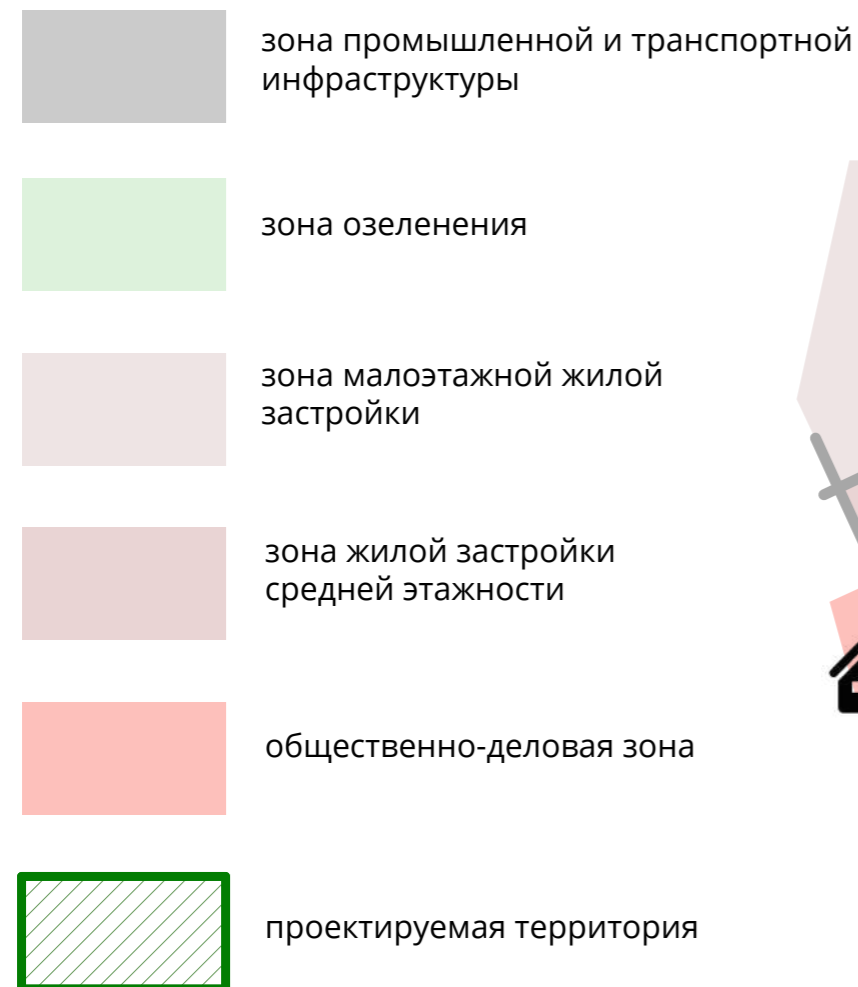 зона промышленной и транспортной
инфраструктуры
зона озеленения
зона малоэтажной жилой
застройки
зона жилой застройки
средней этажности
общественно-деловая зона
проектируемая территория